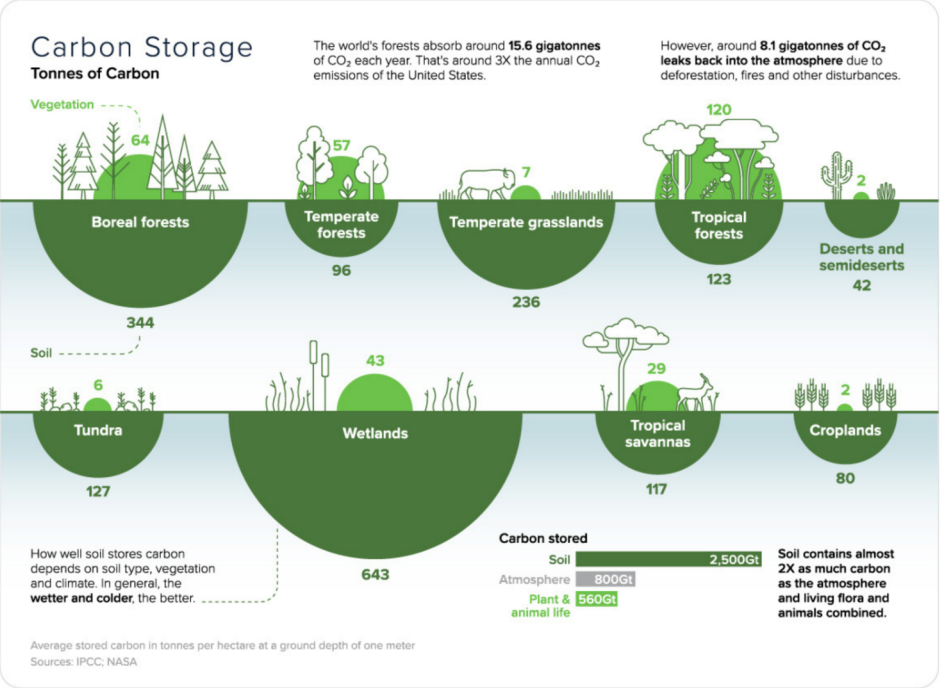 Carbon Storage
Tonnes of Carbon
The world's forests absorb around 15.6 gigatonnes
of CO₂ each year. That's around 3X the annual CO₂
emissions of the United States.
However, around 8.1 gigatonnes of CO₂
leaks back into the atmosphere due to
deforestation, fires and other disturbances.
Vegetation
64
Boreal forests
344
57
Temperate
forests
96
7
Temperate grasslands
236
120
Tropical
forests
123
2
Deserts and
semideserts
42
Soil
6
Tundra
127
43
Wetlands
643
29
Tropical
savannas
117
2
Croplands
80
How well soil stores carbon
depends on soil type, vegetation
and climate. In general, the
wetter and colder, the better.
Carbon stored
Soil 2,500Gt
Atmosphere 800Gt
Plant & 560Gt
animal life
Soil contains almost
2X as much carbon
as the atmosphere
and living flora and
animals combined.
Average stored carbon in tonnes per hectare at a ground depth of one meter
Sources: IPCC; NASA